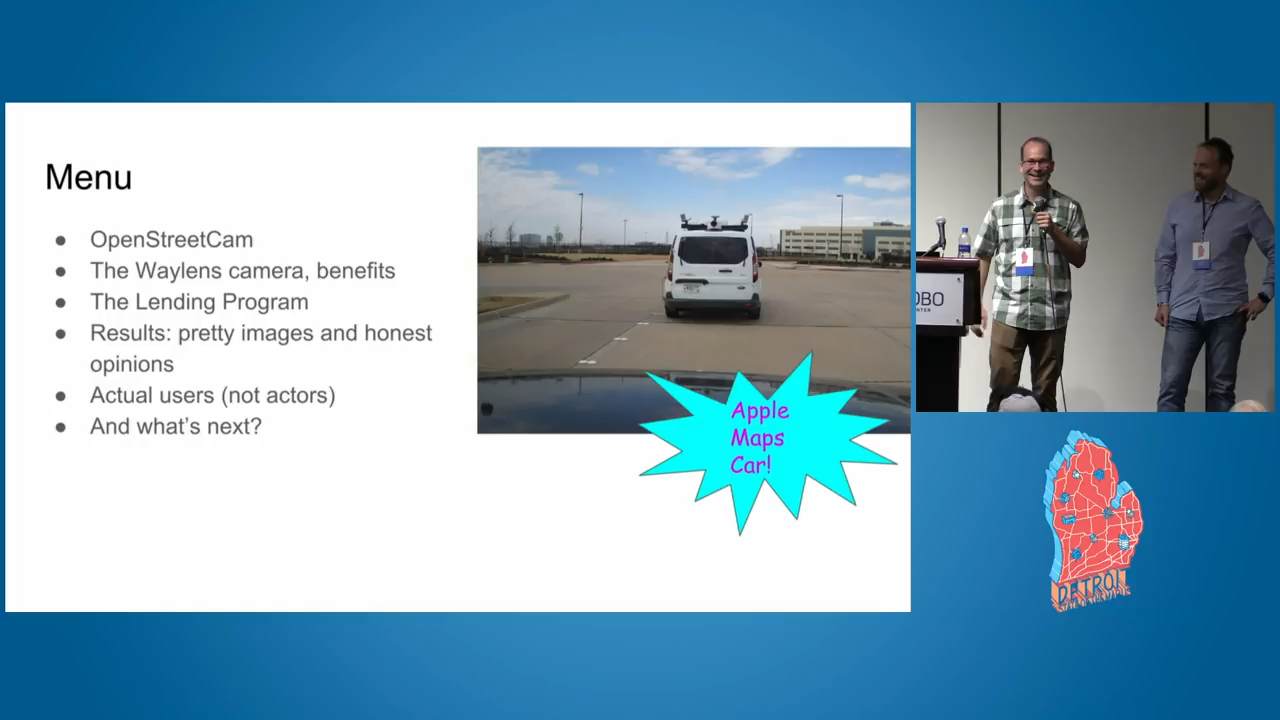 Menu
● OpenStreetCam
● The Waylens camera, benefits
● The Lending Program
● Results: pretty images and honest
opinions
● Actual users (not actors)
● And what's next?
Apple
Maps
Car!
OBO
DETROIT